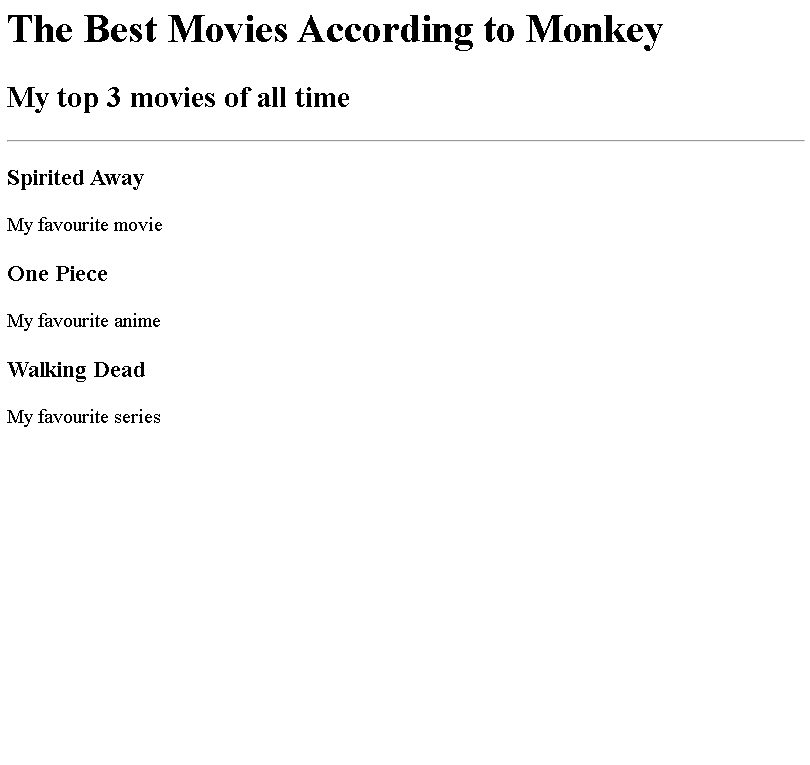 The Best Movies According to Monkey
My top 3 movies of all time
Spirited Away
My favourite movie
One Piece
My favourite anime
Walking Dead
My favourite series